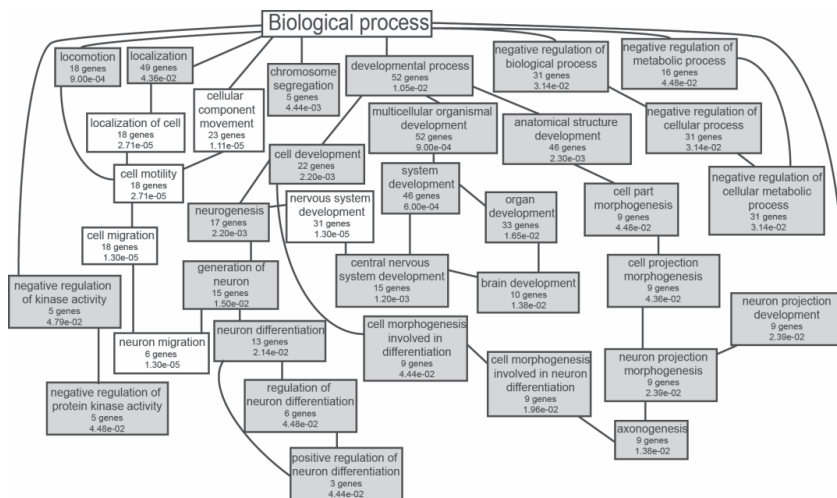 Biological process
locomotion
18 genes
9.00e-04
localization
49 genes
4.36e-02
chromosome
segregation
5 genes
4.44e-03
developmental process
52 genes
1.05e-02
negative regulation of
biological process
31 genes
3.14e-02
negative regulation of
metabolic process
16 genes
4.48e-02
localization of cell
18 genes
2.71e-05
cellular
component
movement
23 genes
1.11e-05
multicellular organismal
development
52 genes
9.00e-04
anatomical structure
development
46 genes
2.30e-03
negative regulation of
cellular process
31 genes
3.14e-02
cell motility
18 genes
2.71e-05
cell development
22 genes
2.20e-03
system
development
46 genes
6.00e-04
negative regulation of
cellular metabolic
process
31 genes
3.14e-02
neurogenesis
17 genes
2.20e-03
nervous system
development
31 genes
1.30e-05
organ
development
33 genes
1.65e-02
cell part
morphogenesis
9 genes
4.48e-02
cell migration
18 genes
1.30e-05
generation of
neuron
15 genes
1.50e-02
central nervous
system development
15 genes
1.20e-03
brain development
10 genes
1.38e-02
cell projection
morphogenesis
9 genes
4.36e-02
negative regulation
of kinase activity
5 genes
4.79e-02
neuron projection
development
9 genes
2.39e-02
neuron migration
6 genes
1.30e-05
neuron differentiation
13 genes
2.14e-02
cell morphogenesis
involved in
differentiation
9 genes
4.44e-02
cell morphogenesis
involved in neuron
differentiation
9 genes
1.96e-02
neuron projection
morphogenesis
9 genes
2.39e-02
negative regulation of
protein kinase activity
5 genes
4.48e-02
regulation of
neuron differentiation
6 genes
4.48e-02
axonogenesis
9 genes
1.38e-02
positive regulation of
neuron differentiation
3 genes
4.44e-02